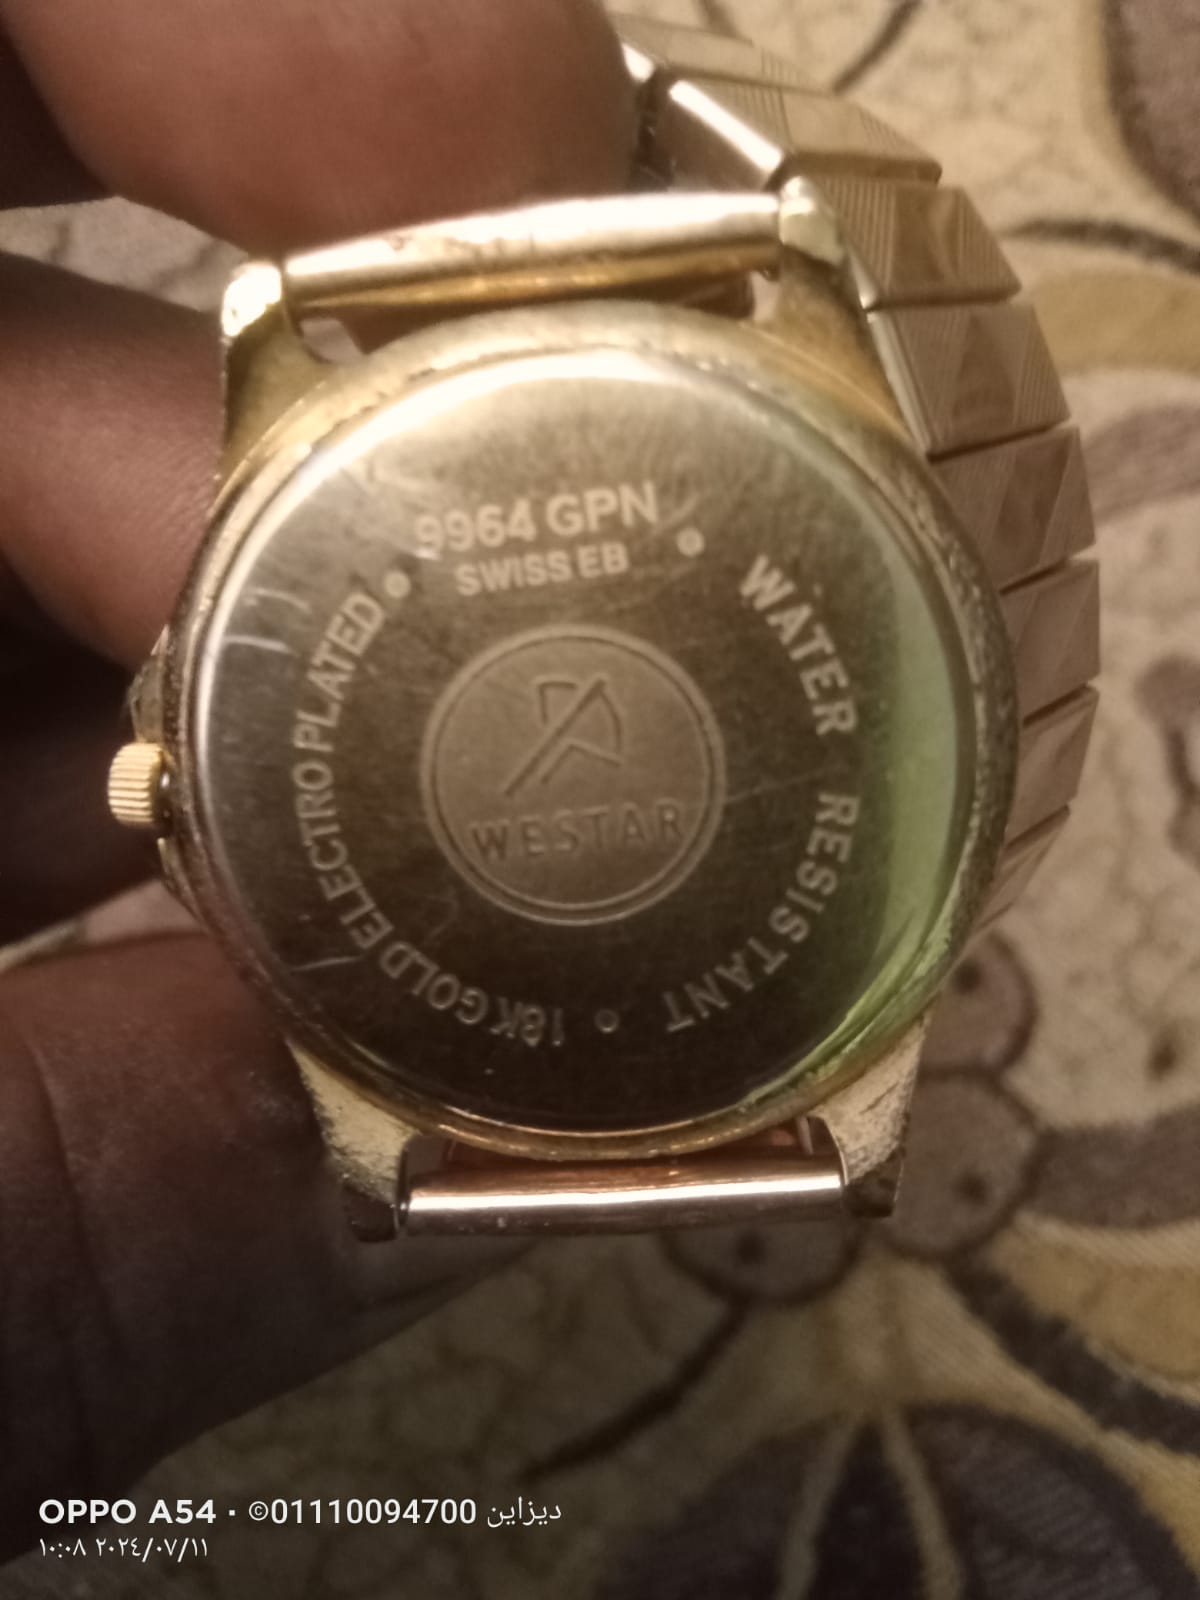 9964 GPN
SWISS EB
WATER RESISTANT
18K GOLD ELECTRO PLATED
WESTAR
OPPO A54 · ©01110094700 ديزاين
٢٠٢٤/٠٧/١١ ١٠:٠٨